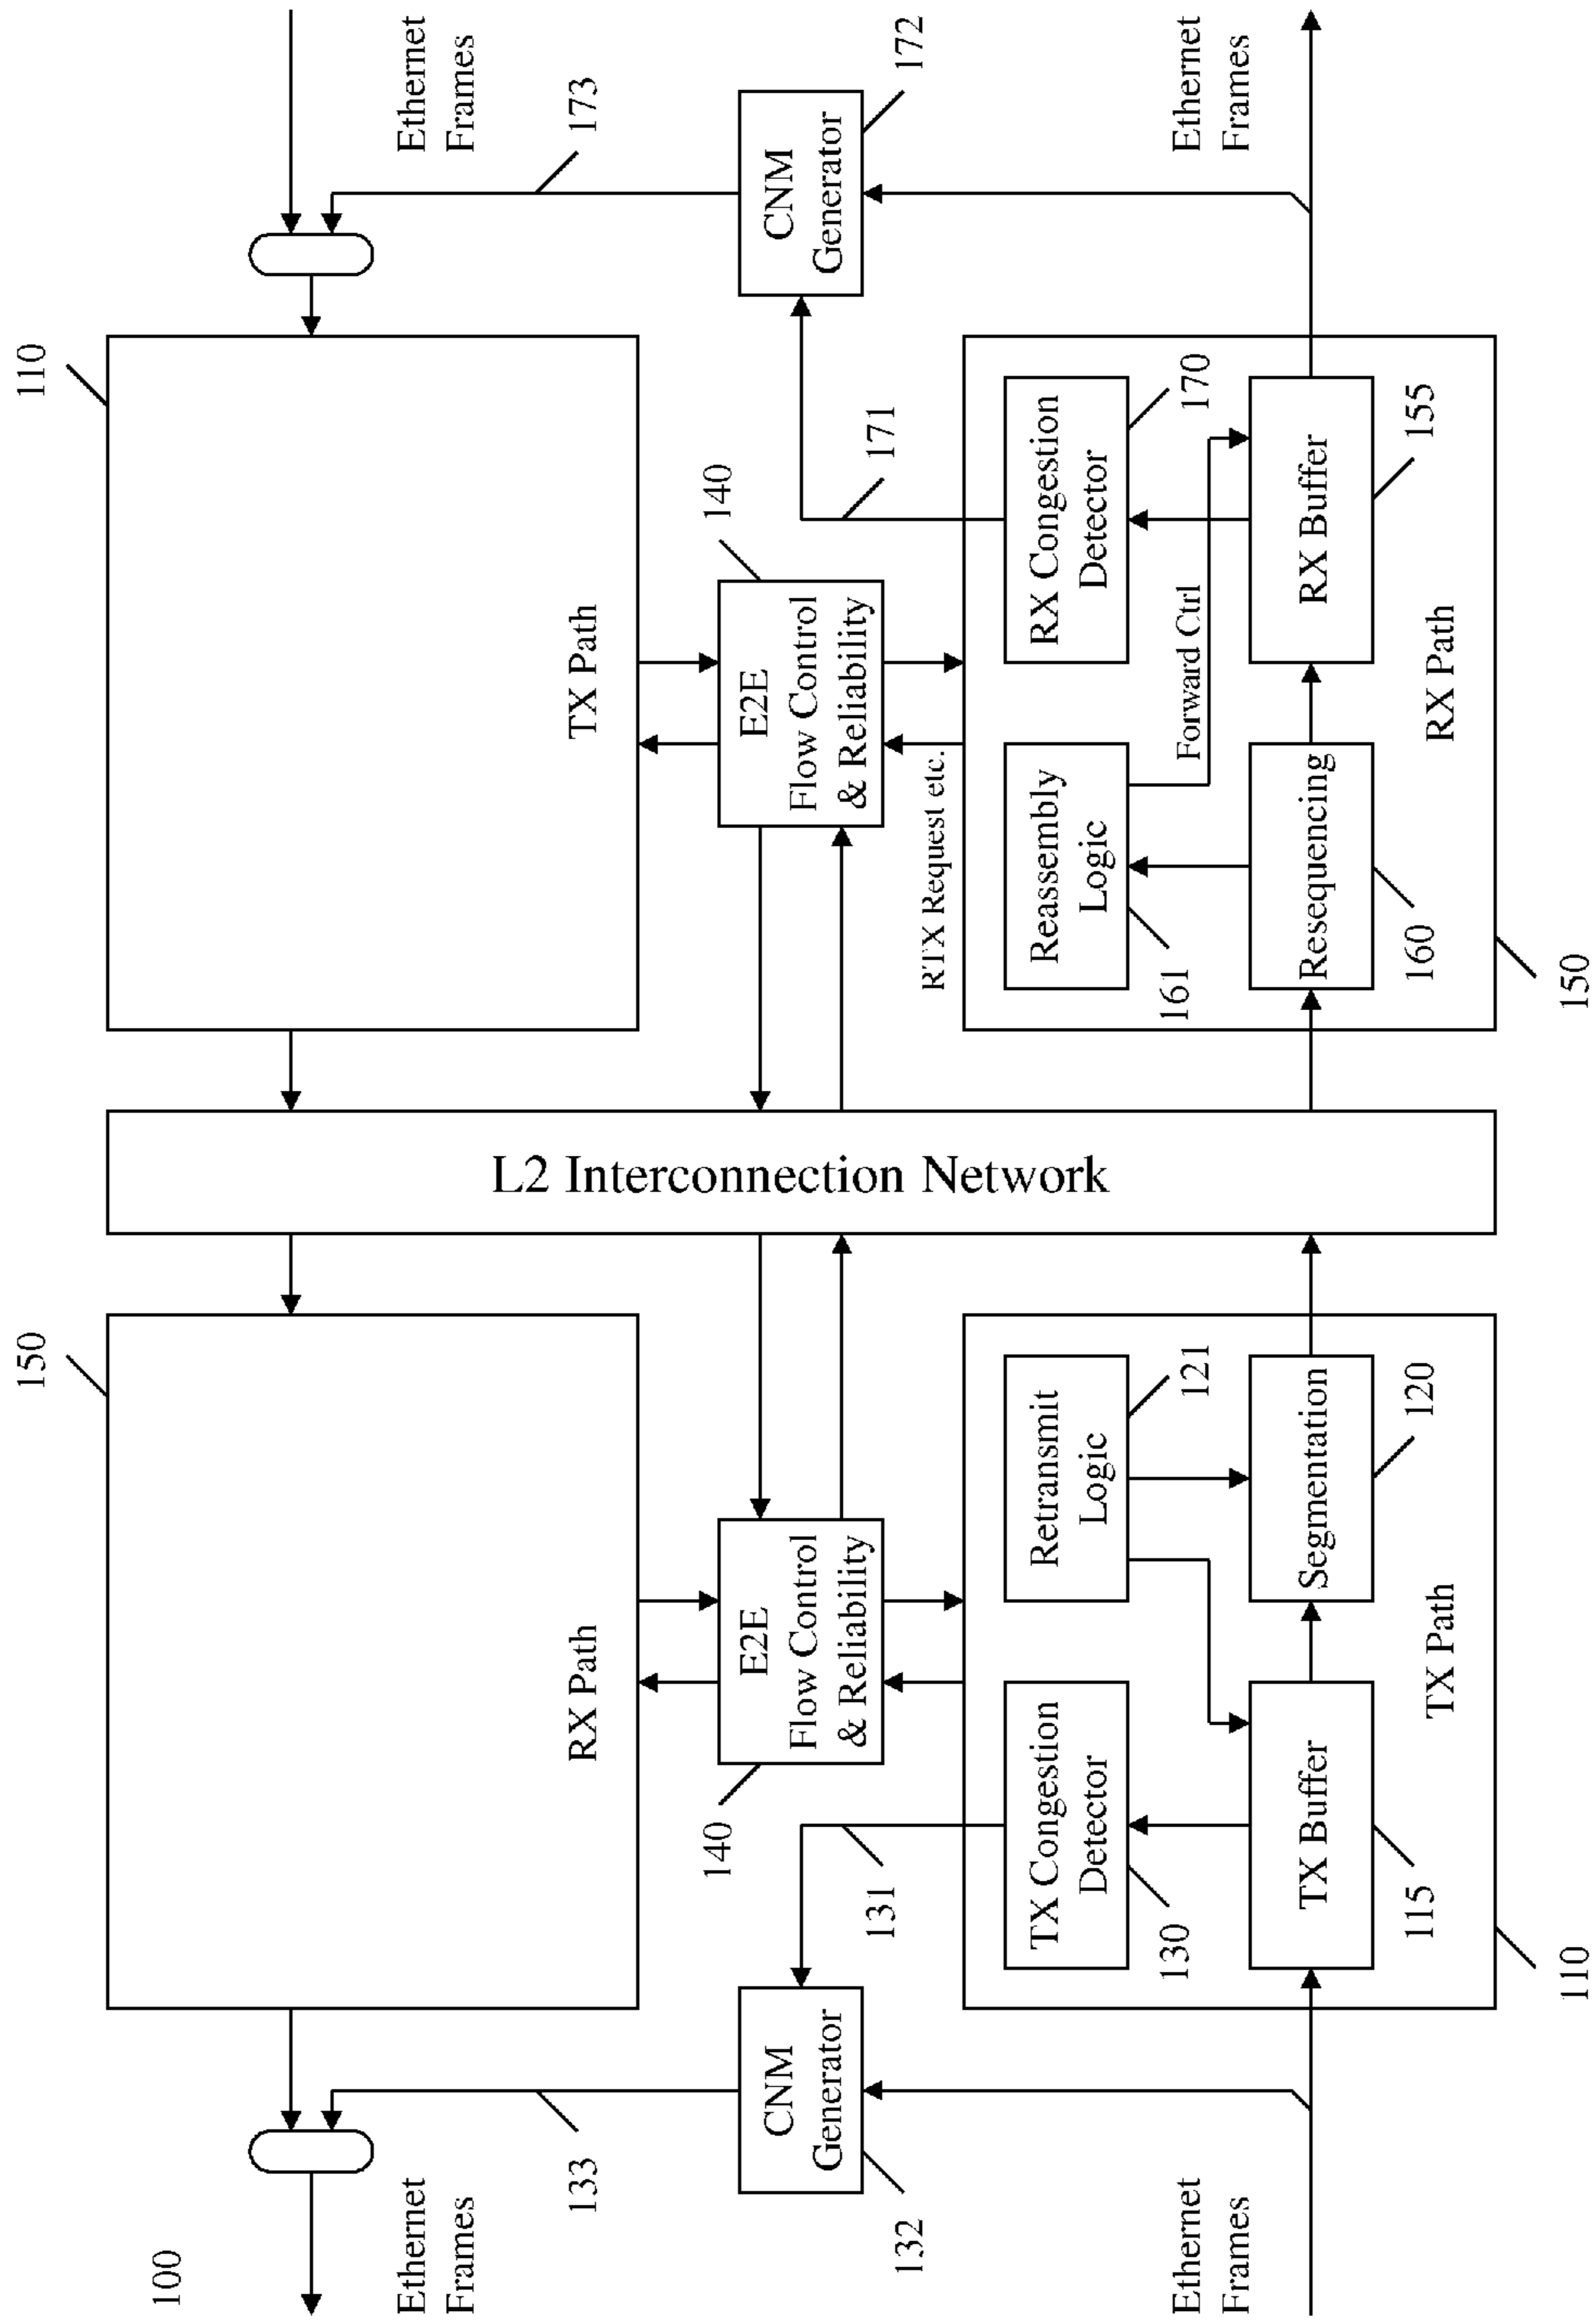 100
Ethernet
Frames
133
150
RX Path
110
TX Path
173
Ethernet
Frames
132
CNM
Generator
131
140
E2E
Flow Control
& Reliability
L2 Interconnection Network
140
E2E
Flow Control
& Reliability
RTX Request etc.
171
CNM
Generator
172
Ethernet
Frames
130
TX Congestion
Detector
Retransmit
Logic
121
115
TX Buffer
Segmentation
120
TX Path
110
161
Reassembly
Logic
Forward Ctrl
RX Congestion
Detector
170
160
Resequencing
RX Buffer
155
RX Path
150
Ethernet
Frames